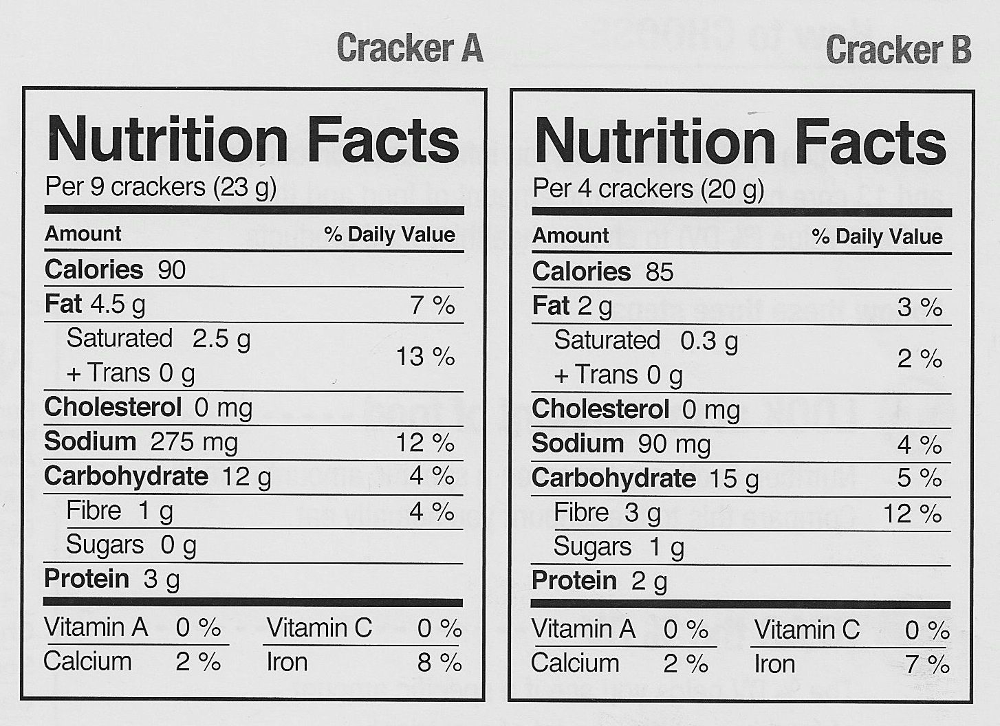 Cracker A
Nutrition Facts
Per 9 crackers (23 g)
Amount % Daily Value
Calories 90
Fat 4.5 g 7 %
Saturated 2.5 g
+ Trans 0 g 13 %
Cholesterol 0 mg
Sodium 275 mg 12 %
Carbohydrate 12 g 4 %
Fibre 1 g 4 %
Sugars 0 g
Protein 3 g
Vitamin A 0 % Vitamin C 0 %
Calcium 2 % Iron 8 %
Cracker B
Nutrition Facts
Per 4 crackers (20 g)
Amount % Daily Value
Calories 85
Fat 2 g 3 %
Saturated 0.3 g
+ Trans 0 g 2 %
Cholesterol 0 mg
Sodium 90 mg 4 %
Carbohydrate 15 g 5 %
Fibre 3 g 12 %
Sugars 1 g
Protein 2 g
Vitamin A 0 % Vitamin C 0 %
Calcium 2 % Iron 7 %